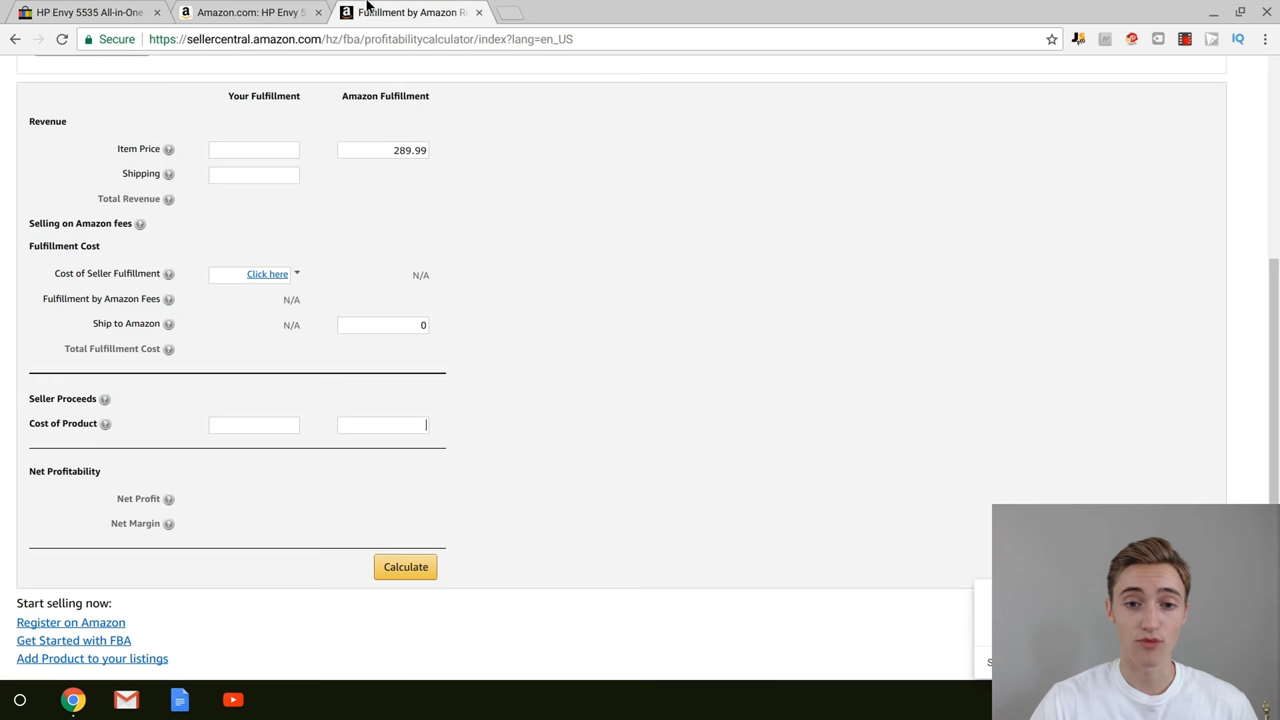 HP Envy 5535 All-in-One
Amazon.com: HP Envy 5
Fulfillment by Amazon R
Secure
https://sellercentral.amazon.com/hz/fba/profitabilitycalculator/index?lang=en_US
IQ
Your Fulfillment Amazon Fulfillment
Revenue
Item Price ? 289.99
Shipping ?
Total Revenue ?
Selling on Amazon fees ?
Fulfillment Cost
Cost of Seller Fulfillment ? Click here N/A
Fulfillment by Amazon Fees ? N/A
Ship to Amazon ? N/A 0
Total Fulfillment Cost ?
Seller Proceeds ?
Cost of Product ?
Net Profitability
Net Profit ?
Net Margin ?
Calculate
Start selling now:
Register on Amazon
Get Started with FBA
Add Product to your listings
S